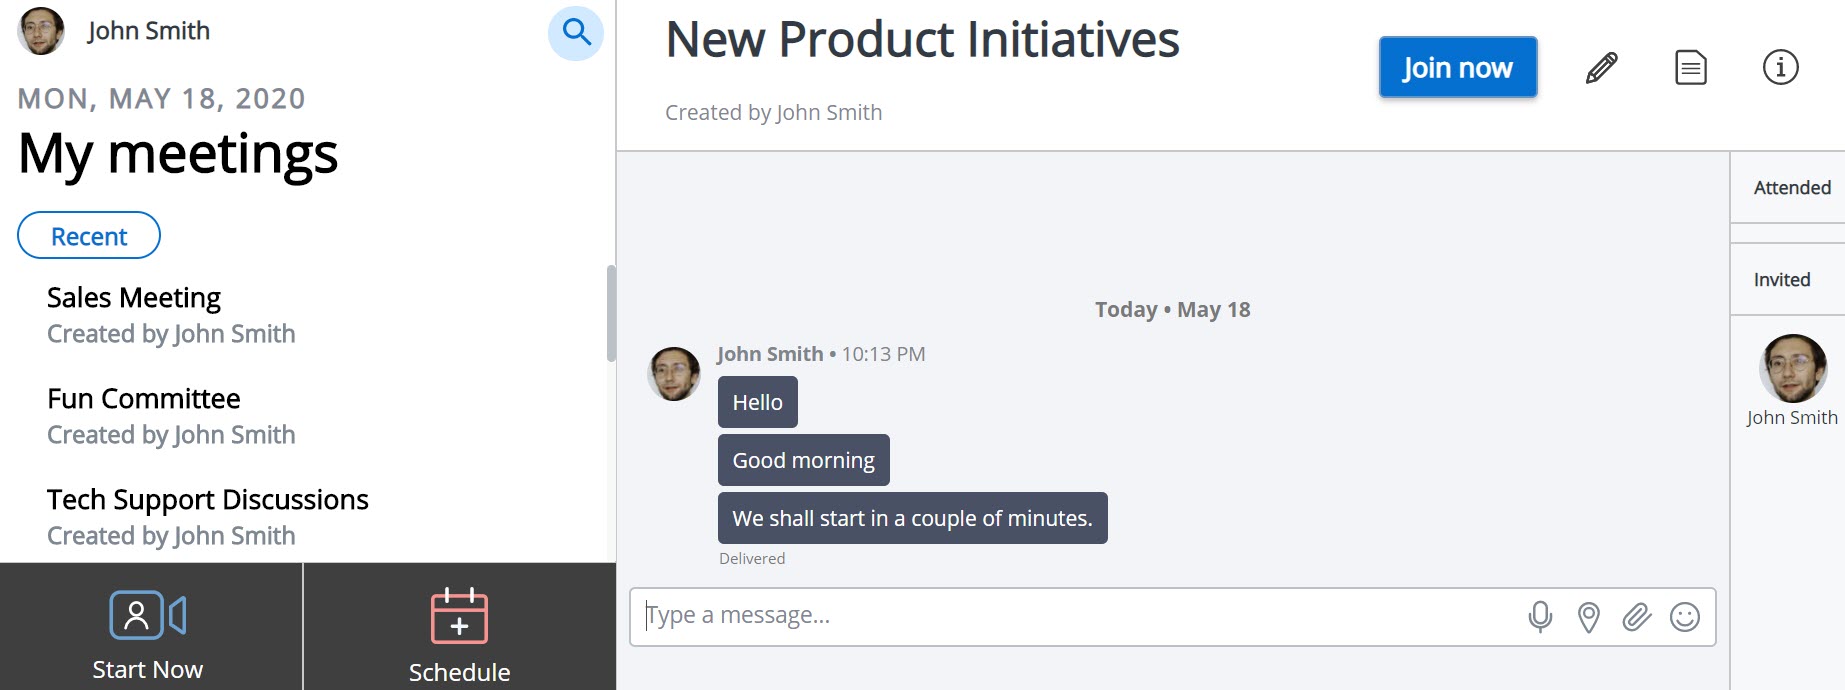 John Smith
MON, MAY 18, 2020
My meetings
Recent
Sales Meeting
Created by John Smith
Fun Committee
Created by John Smith
Tech Support Discussions
Created by John Smith
Start Now
Schedule
New Product Initiatives
Created by John Smith
Join now
Today • May 18
John Smith • 10:13 PM
Hello
Good morning
We shall start in a couple of minutes.
Delivered
Type a message...
Attended
Invited
John Smith